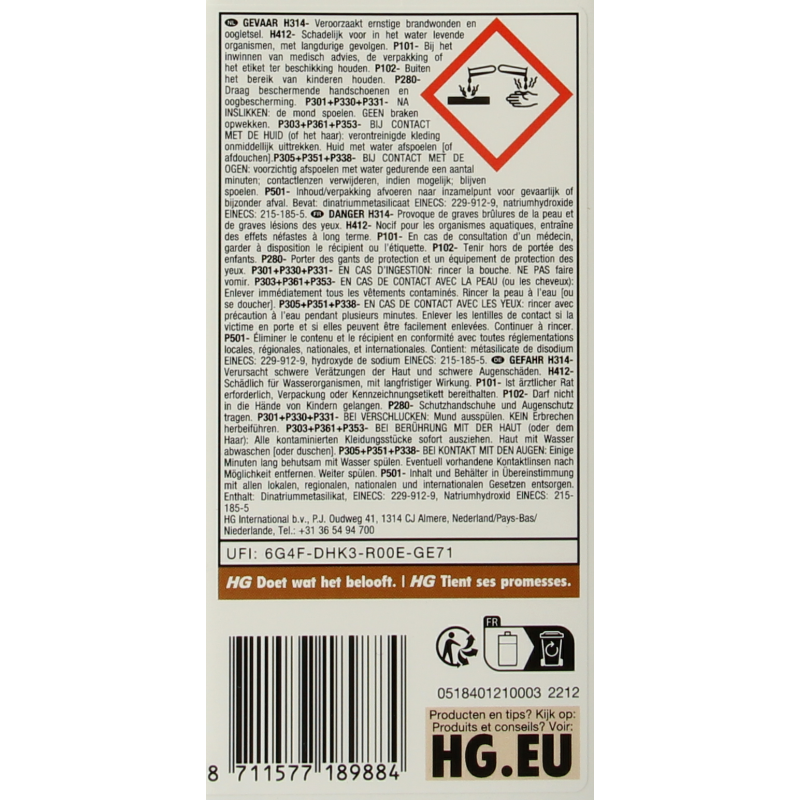 NL GEVAAR H314- Veroorzaakt ernstige brandwonden en
oogletsel. H412- Schadelijk voor in het water levende
organismen, met langdurige gevolgen. P101- Bij het
inwinnen van medisch advies, de verpakking of
het etiket ter beschikking houden. P102- Buiten
het bereik van kinderen houden. P280-
Draag beschermende handschoenen en
oogbescherming. P301+P330+P331- NA
INSLIKKEN: de mond spoelen. GEEN braken
opwekken. P303+P361+P353- BIJ CONTACT
MET DE HUID (of het haar): verontreinigde kleding
onmiddellijk uittrekken. Huid met water afspoelen [of
afdouchen].P305+P351+P338- BIJ CONTACT MET DE
OGEN: voorzichtig afspoelen met water gedurende een aantal
minuten; contactlenzen verwijderen, indien mogelijk; blijven
spoelen. P501- Inhoud/verpakking afvoeren naar inzamelpunt voor gevaarlijk of
bijzonder afval. Bevat: dinatriummetasilicaat EINECS: 229-912-9, natriumhydroxide
EINECS: 215-185-5. FR DANGER H314- Provoque de graves brûlures de la peau et
de graves lésions des yeux. H412- Nocif pour les organismes aquatiques, entraîne
des effets néfastes à long terme. P101- En cas de consultation d'un médecin,
garder à disposition le récipient ou l'étiquette. P102- Tenir hors de portée des
enfants. P280- Porter des gants de protection et un équipement de protection des
yeux. P301+P330+P331- EN CAS D'INGESTION: rincer la bouche. NE PAS faire
vomir. P303+P361+P353- EN CAS DE CONTACT AVEC LA PEAU (ou les cheveux):
Enlever immédiatement tous les vêtements contaminés. Rincer la peau à l'eau [ou
se doucher]. P305+P351+P338- EN CAS DE CONTACT AVEC LES YEUX: rincer avec
précaution à l'eau pendant plusieurs minutes. Enlever les lentilles de contact si la
victime en porte et si elles peuvent être facilement enlevées. Continuer à rincer.
P501- Éliminer le contenu et le récipient en conformité avec toutes réglementations
locales, régionales, nationales, et internationales. Contient: métasilicate de disodium
EINECS: 229-912-9, hydroxyde de sodium EINECS: 215-185-5. DE GEFAHR H314-
Verursacht schwere Verätzungen der Haut und schwere Augenschäden. H412-
Schädlich für Wasserorganismen, mit langfristiger Wirkung. P101- Ist ärztlicher Rat
erforderlich, Verpackung oder Kennzeichnungsetikett bereithalten. P102- Darf nicht
in die Hände von Kindern gelangen. P280- Schutzhandschuhe und Augenschutz
tragen. P301+P330+P331- BEI VERSCHLUCKEN: Mund ausspülen. KEIN Erbrechen
herbeiführen. P303+P361+P353- BEI BERÜHRUNG MIT DER HAUT (oder dem
Haar): Alle kontaminierten Kleidungsstücke sofort ausziehen. Haut mit Wasser
abwaschen [oder duschen]. P305+P351+P338- BEI KONTAKT MIT DEN AUGEN: Einige
Minuten lang behutsam mit Wasser spülen. Eventuell vorhandene Kontaktlinsen nach
Möglichkeit entfernen. Weiter spülen. P501- Inhalt und Behälter in Übereinstimmung
mit allen lokalen, regionalen, nationalen und internationalen Gesetzen entsorgen.
Enthalt: Dinatriummetasilikat, EINECS: 229-912-9, Natriumhydroxid EINECS: 215-
185-5
HG International b.v., P.J. Oudweg 41, 1314 CJ Almere, Nederland/Pays-Bas/
Niederlande, Tel.: +31 36 54 94 700
UFI: 6G4F-DHK3-R00E-GE71
HG Doet wat het belooft. | HG Tient ses promesses.
FR
0518401210003 2212
Producten en tips? Kijk op:
Produits et conseils? Voir:
HG.EU
8 711577 189884